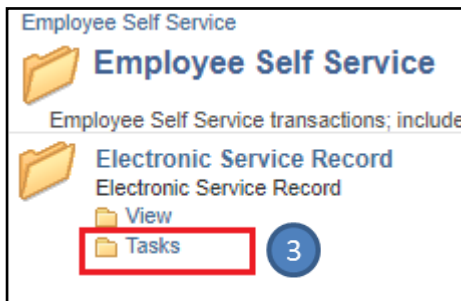 Employee Self Service
Employee Self Service
Employee Self Service transactions; include
Electronic Service Record
Electronic Service Record
View
Tasks
3